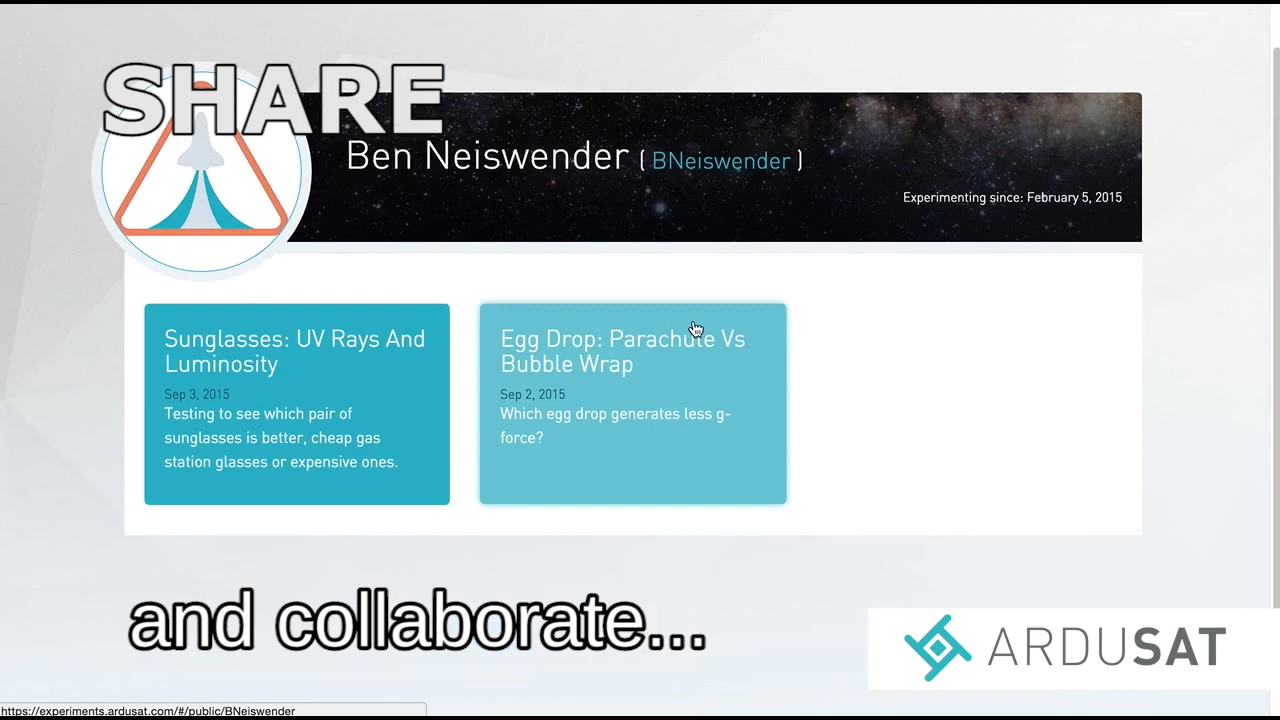 SHARE
Ben Neiswender ( BNeiswender )
Experimenting since: February 5, 2015
Sunglasses: UV Rays And
Luminosity
Sep 3, 2015
Testing to see which pair of
sunglasses is better, cheap gas
station glasses or expensive ones.
Egg Drop: Parachute Vs
Bubble Wrap
Sep 2, 2015
Which egg drop generates less g-
force?
and collaborate...
ARDUSAT
https://experiments.ardusat.com/#/public/BNeiswender